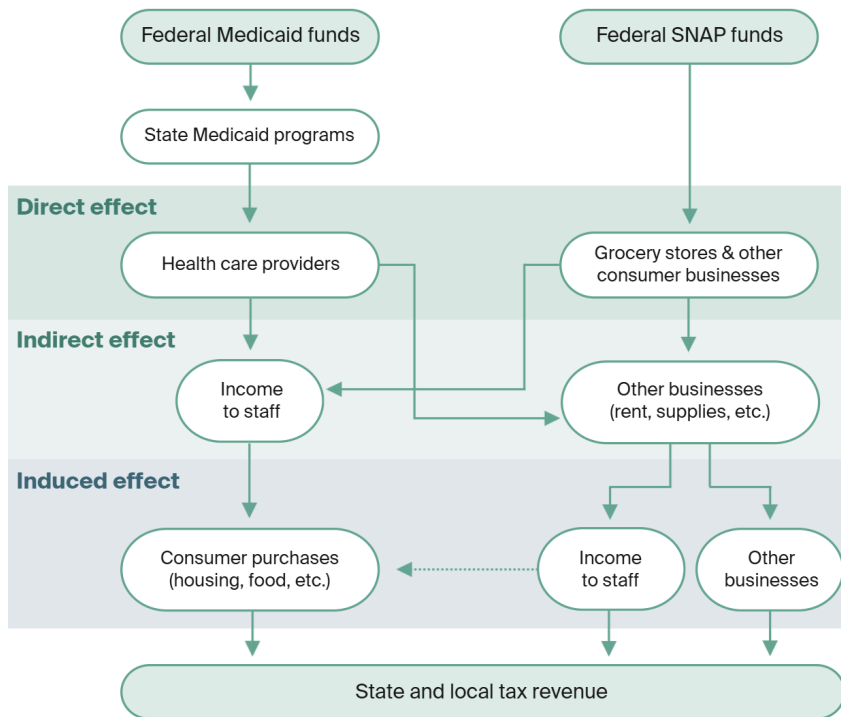 Federal Medicaid funds
Federal SNAP funds
State Medicaid programs
Direct effect
Health care providers
Grocery stores & other
consumer businesses
Indirect effect
Income
to staff
Other businesses
(rent, supplies, etc.)
Induced effect
Consumer purchases
(housing, food, etc.)
Income
to staff
Other
businesses
State and local tax revenue